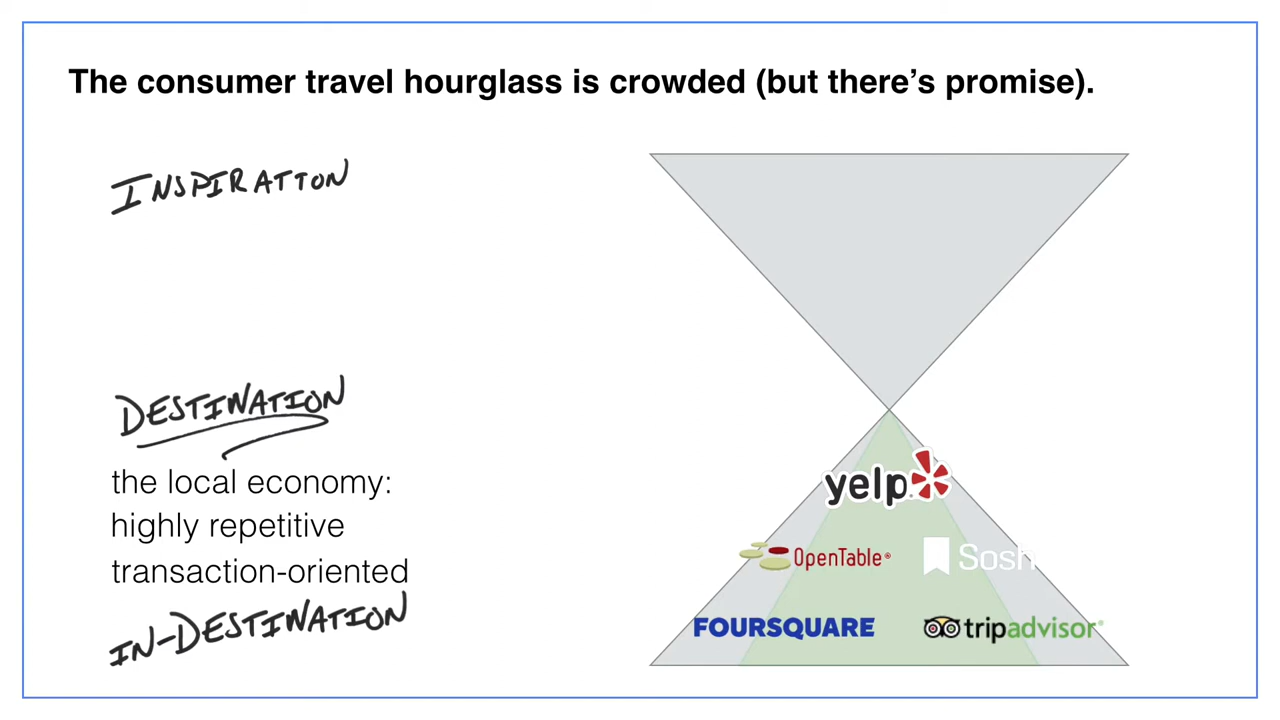 The consumer travel hourglass is crowded (but there's promise).
INSPIRATION
DESTINATION
the local economy:
highly repetitive
transaction-oriented
IN-DESTINATION
yelp
OpenTable®
Sosh
FOURSQUARE
tripadvisor®